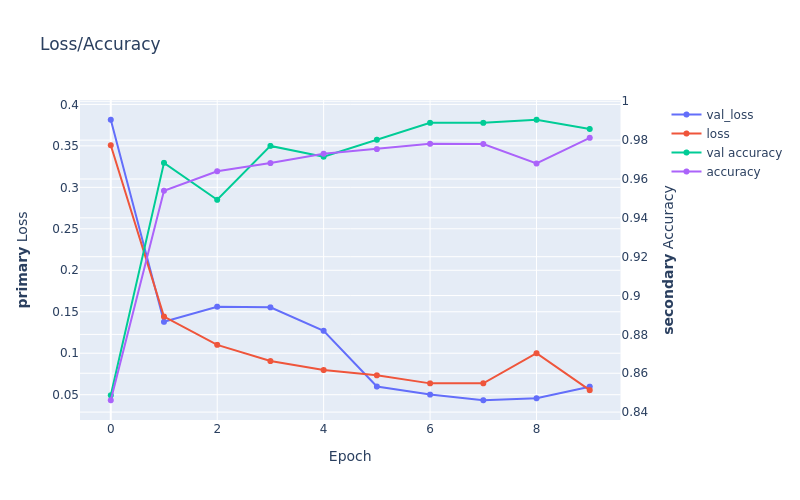 Loss/Accuracy
0.4
0.35
0.3
0.25
0.2
0.15
0.1
0.05
primary Loss
0 2 4 6 8
Epoch
1
0.98
0.96
0.94
0.92
0.9
0.88
0.86
0.84
secondary Accuracy
val_loss
loss
val accuracy
accuracy